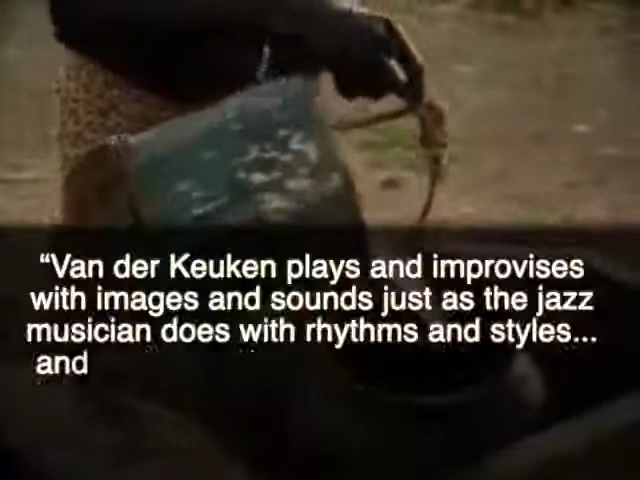 “Van der Keuken plays and improvises
with images and sounds just as the jazz
musician does with rhythms and styles...
and